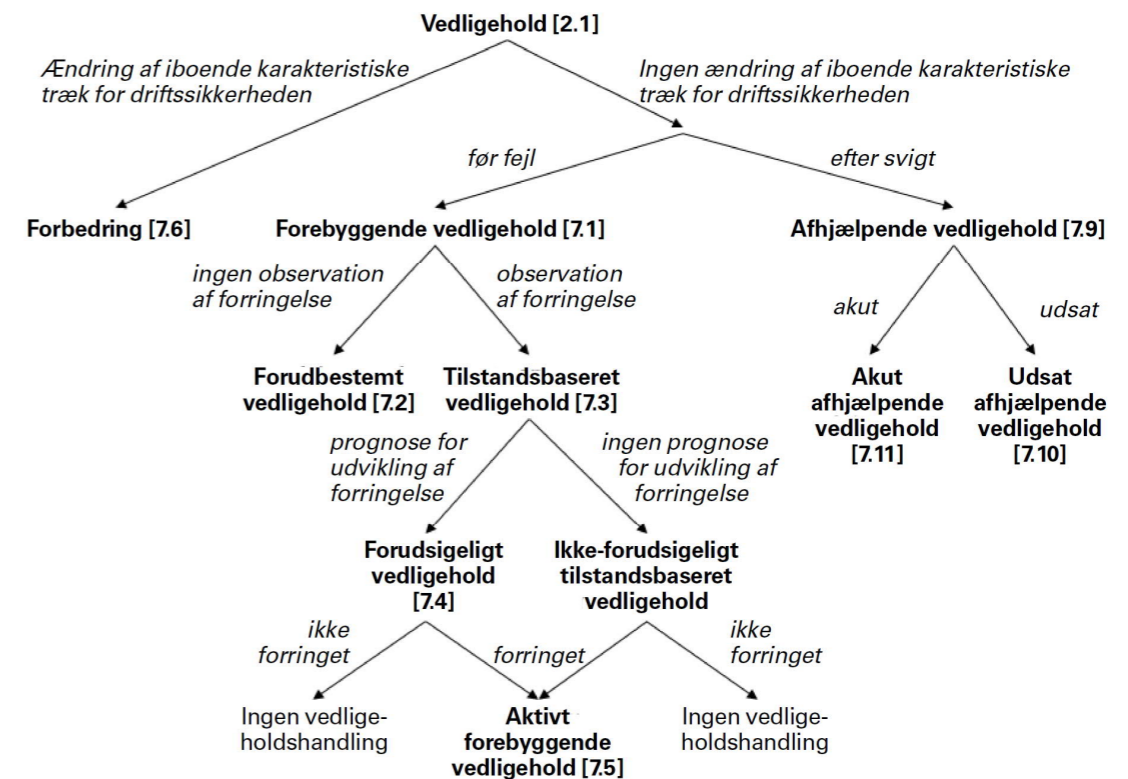 Vedligehold [2.1]
Ændring af iboende karakteristiske
træk for driftssikkerheden
Ingen ændring af iboende karakteristiske
træk for driftssikkerheden
før fejl
efter svigt
Forbedring [7.6]
Forebyggende vedligehold [7.1]
Afhjælpende vedligehold [7.9]
ingen observation
af forringelse
observation
af forringelse
akut
udsat
Forudbestemt
vedligehold [7.2]
Tilstandsbaseret
vedligehold [7.3]
Akut
afhjælpende
vedligehold
[7.11]
Udsat
afhjælpende
vedligehold
[7.10]
prognose for
udvikling af
forringelse
ingen prognose
for udvikling af
forringelse
Forudsigeligt
vedligehold
[7.4]
Ikke-forudsigeligt
tilstandsbaseret
vedligehold
ikke
forringet
forringet
ikke
forringet
Ingen vedlige-
holdshandling
Aktivt
forebyggende
vedligehold [7.5]
Ingen vedlige-
holdshandling